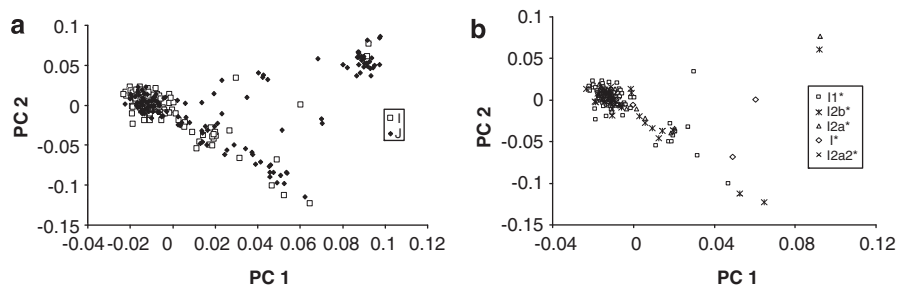 a
0.1
0.05
0
-0.05
-0.1
-0.15
PC 2
-0.04 -0.02 0 0.02 0.04 0.06 0.08 0.1 0.12
PC 1
I
J
b
0.1
0.05
0
-0.05
-0.1
-0.15
PC 2
-0.04 0 0.04 0.08 0.12
PC 1
I1*
I2b*
I2a*
I*
I2a2*